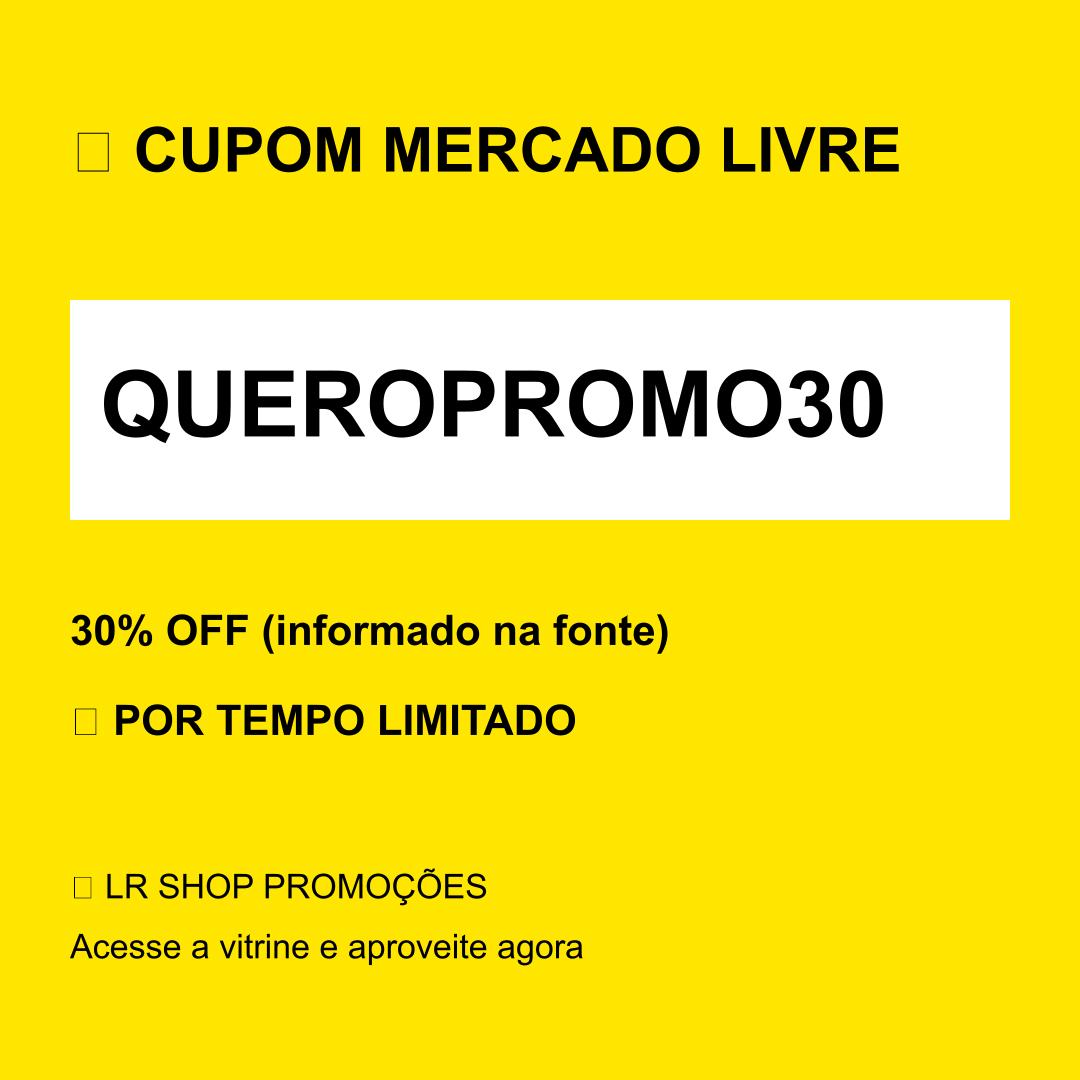 □ CUPOM MERCADO LIVRE
QUEROPROMO30
30% OFF (informado na fonte)
□ POR TEMPO LIMITADO
□ LR SHOP PROMOÇÕES
Acesse a vitrine e aproveite agora